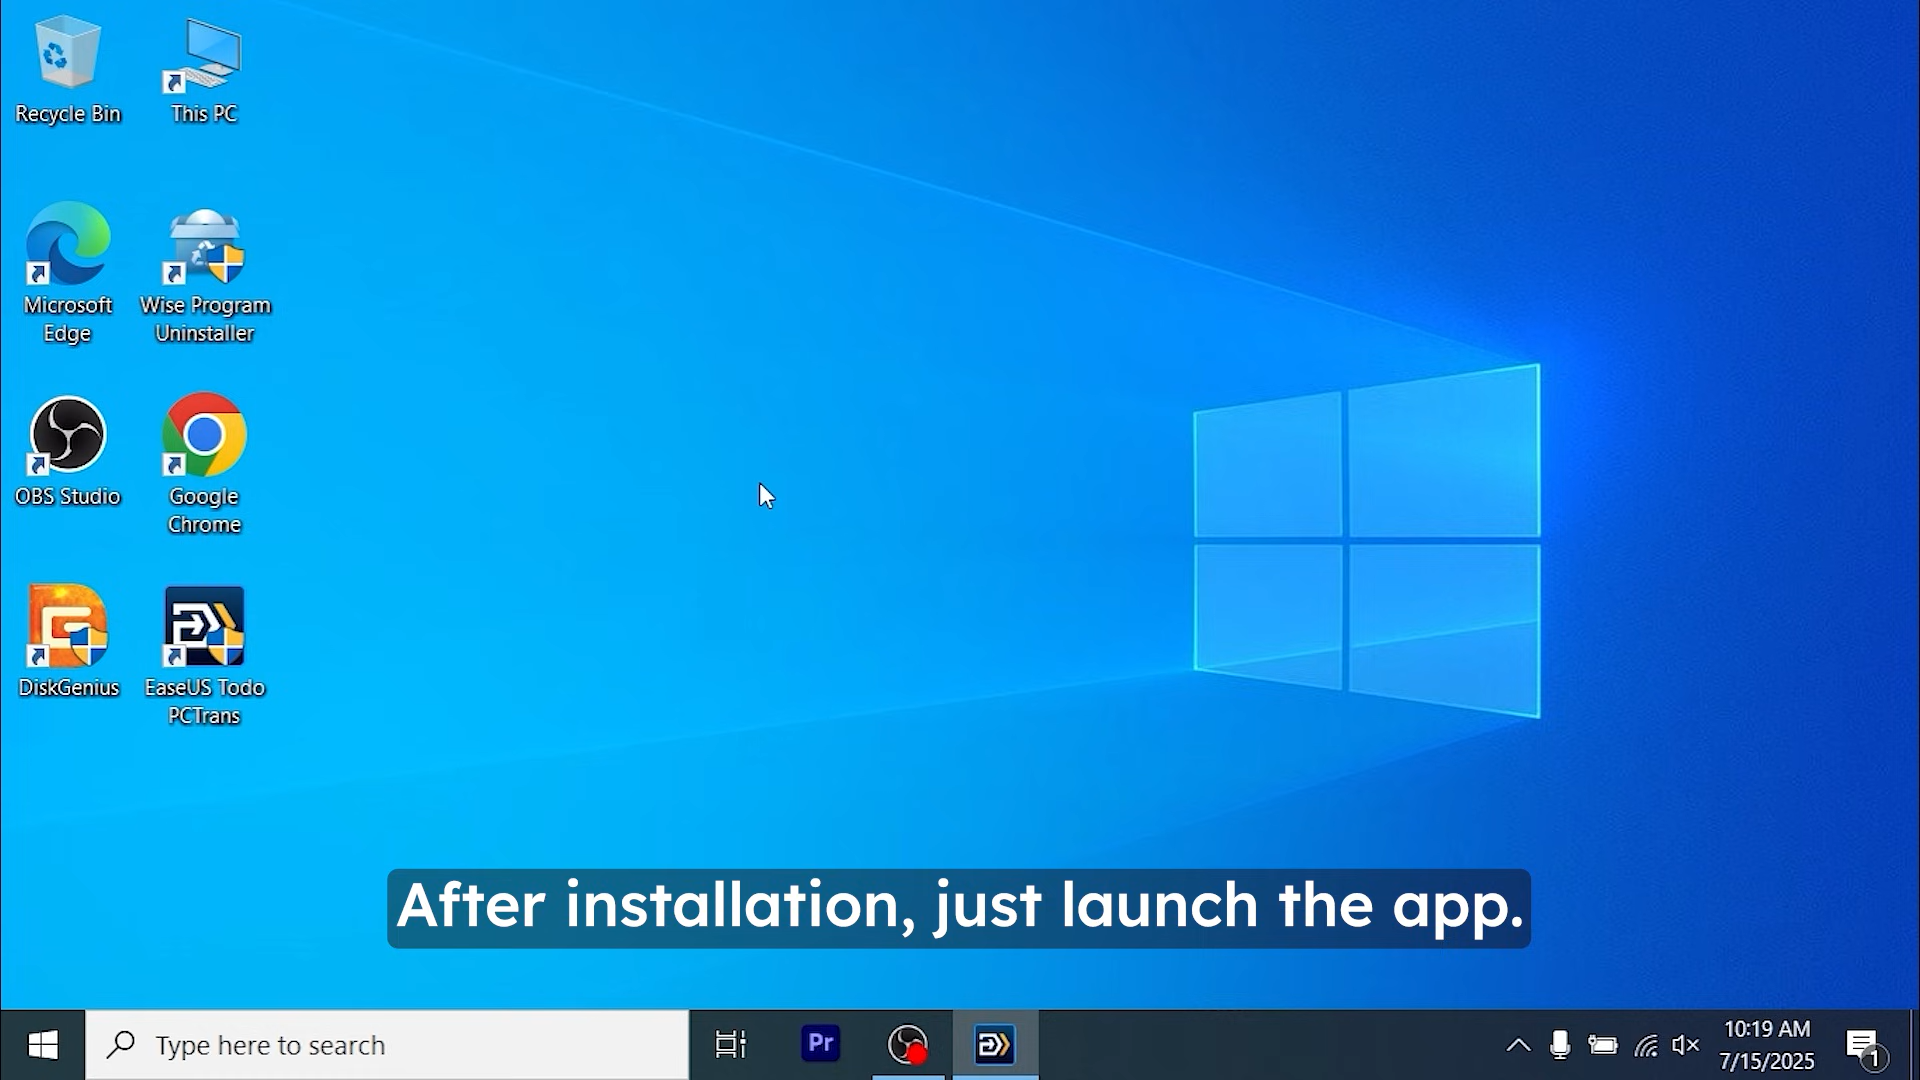 Recycle Bin
This PC
Microsoft
Edge
Wise Program
Uninstaller
OBS Studio
Google
Chrome
DiskGenius
EaseUS Todo
PCTrans
After installation, just launch the app.
Type here to search
Pr
10:19 AM
7/15/2025
1